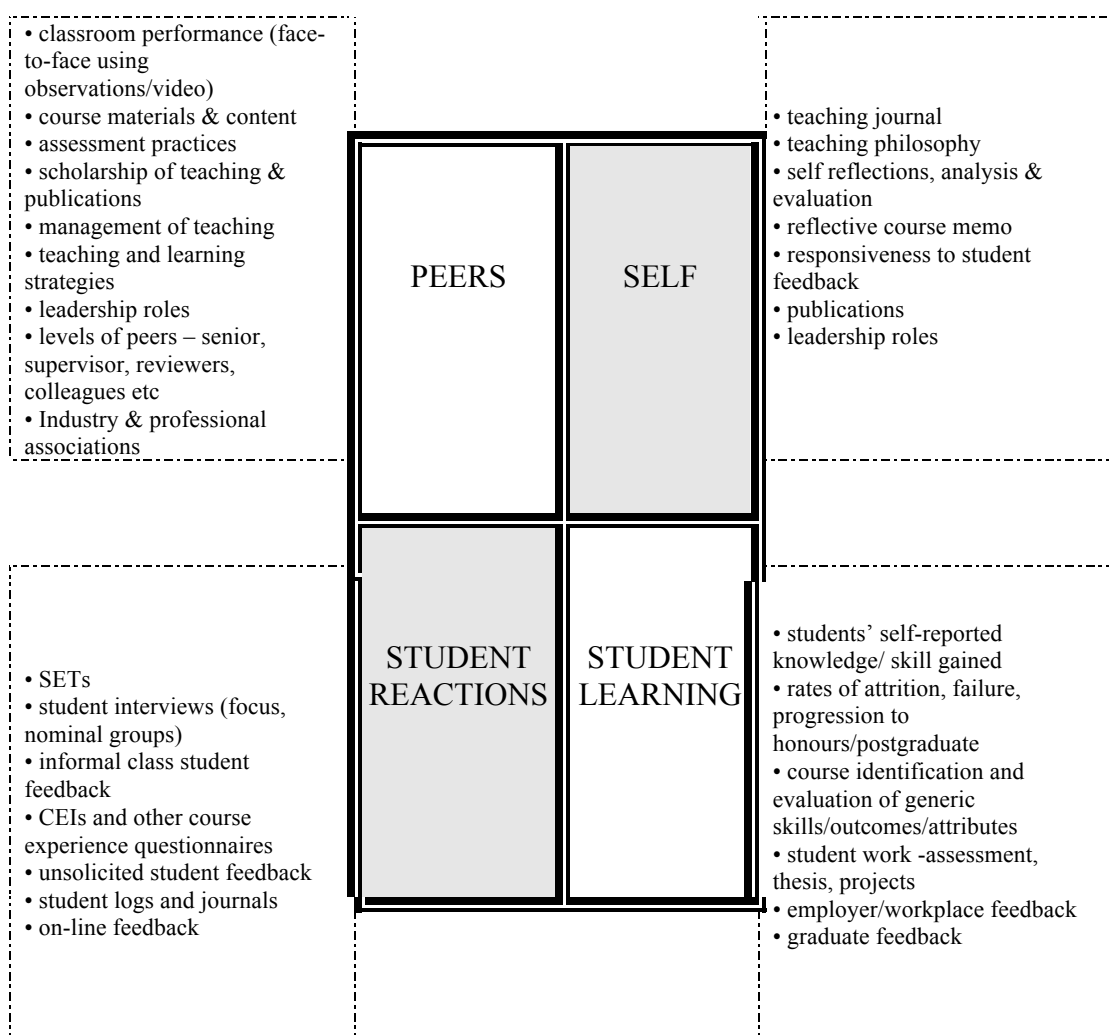 • classroom performance (face-
to-face using
observations/video)
• course materials & content
• assessment practices
• scholarship of teaching &
publications
• management of teaching
• teaching and learning
strategies
• leadership roles
• levels of peers – senior,
supervisor, reviewers,
colleagues etc
• Industry & professional
associations
PEERS
SELF
• teaching journal
• teaching philosophy
• self reflections, analysis &
evaluation
• reflective course memo
• responsiveness to student
feedback
• publications
• leadership roles
• SETs
• student interviews (focus,
nominal groups)
• informal class student
feedback
• CEIs and other course
experience questionnaires
• unsolicited student feedback
• student logs and journals
• on-line feedback
STUDENT
REACTIONS
STUDENT
LEARNING
• students’ self-reported
knowledge/ skill gained
• rates of attrition, failure,
progression to
honours/postgraduate
• course identification and
evaluation of generic
skills/outcomes/attributes
• student work -assessment,
thesis, projects
• employer/workplace feedback
• graduate feedback